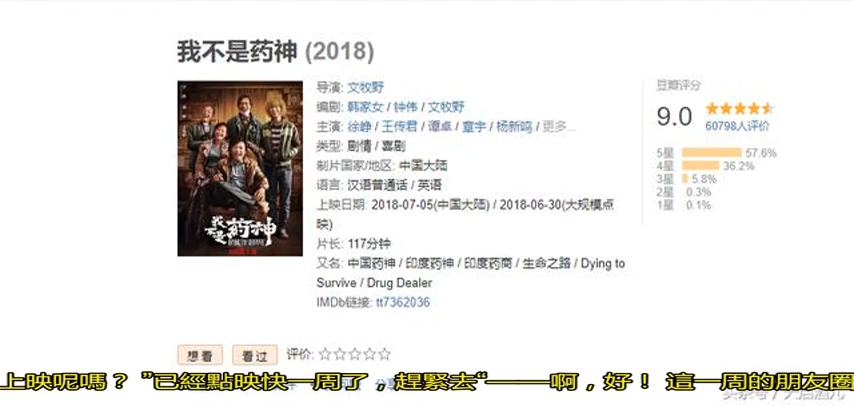 我不是药神 (2018)
导演: 文牧野
编剧: 韩家女 / 钟伟 / 文牧野
主演: 徐峥 / 王传君 / 谭卓 / 章宇 / 杨新鸣 / 更多...
类型: 剧情 / 喜剧
制片国家/地区: 中国大陆
语言: 汉语普通话 / 英语
上映日期: 2018-07-05(中国大陆) / 2018-06-30(大规模点
映)
片长: 117分钟
又名: 中国药神 / 印度药神 / 印度药商 / 生命之路 / Dying to
Survive / Drug Dealer
IMDb链接: tt7362036
豆瓣评分
9.0
60798人评价
5星 57.6%
4星 36.2%
3星 5.8%
2星 0.3%
1星 0.1%
我不是药神
想看 看过 评价:
上映呢嗎？ ”已經點映快一周了，趕緊去“——啊，好！ 這一周的朋友圈